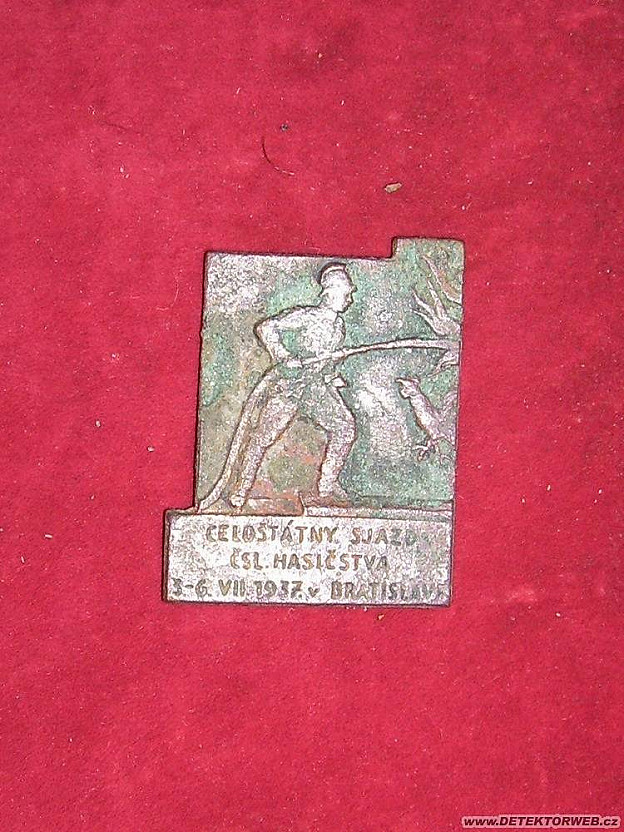 CELOŠTÁTNY SJAZD
ČSL. HASIČSTVA
3-6. VII. 1937. v BRATISLAVE
www.DETEKTORWEB.cz